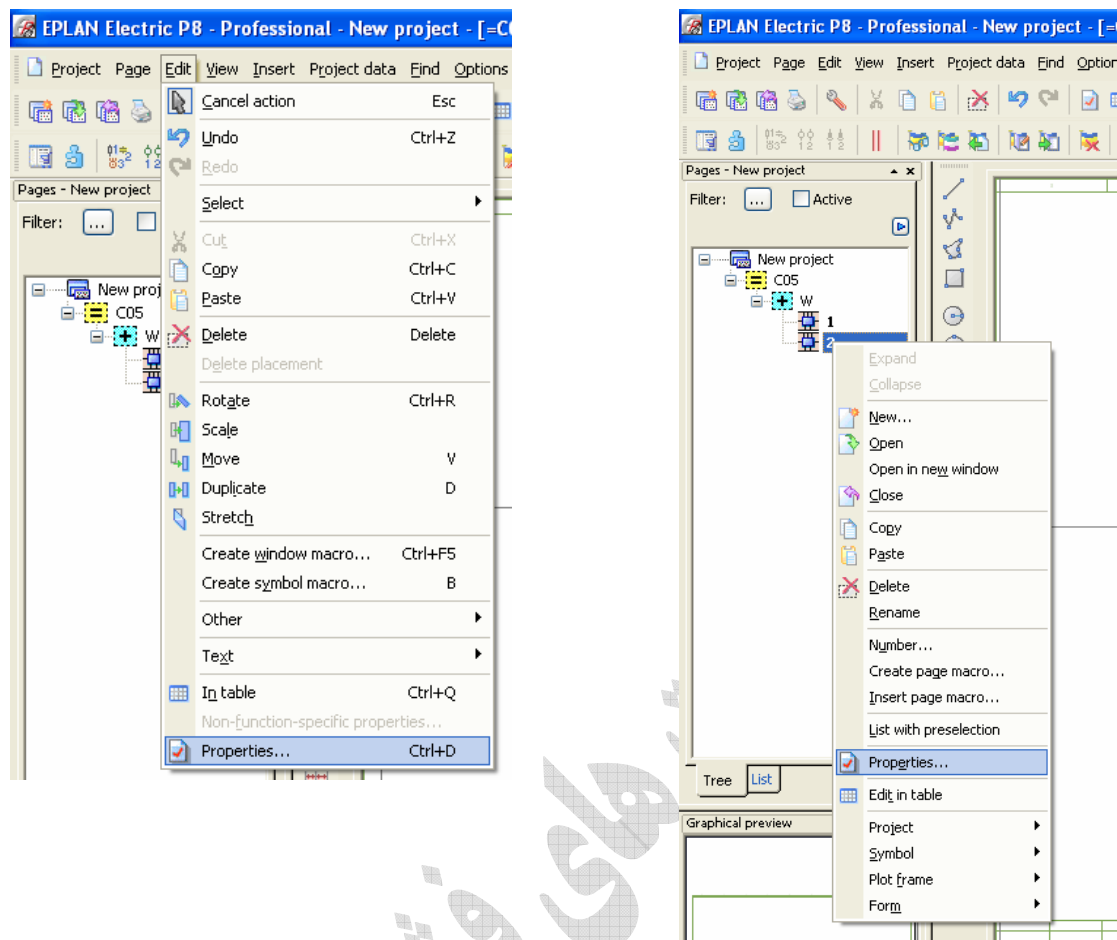 EPLAN Electric P8 - Professional - New project - [=C
Project Page Edit View Insert Project data Find Options
Cancel action Esc
Undo Ctrl+Z
Redo
Pages - New project
Select
Filter: ...
Cut Ctrl+X
Copy Ctrl+C
Paste Ctrl+V
New proj
C05
W
Delete Delete
Delete placement
Rotate Ctrl+R
Scale
Move V
Duplicate D
Stretch
Create window macro... Ctrl+F5
Create symbol macro... B
Other
Text
In table Ctrl+Q
Non-function-specific properties...
Properties... Ctrl+D
EPLAN Electric P8 - Professional - New project - [=
Project Page Edit View Insert Project data Find Option
Pages - New project
Filter: ... Active
New project
C05
W
1
2
Expand
Collapse
New...
Open
Open in new window
Close
Copy
Paste
Delete
Rename
Number...
Create page macro...
Insert page macro...
List with preselection
Properties...
Tree List
Edit in table
Graphical preview
Project
Symbol
Plot frame
Form
های